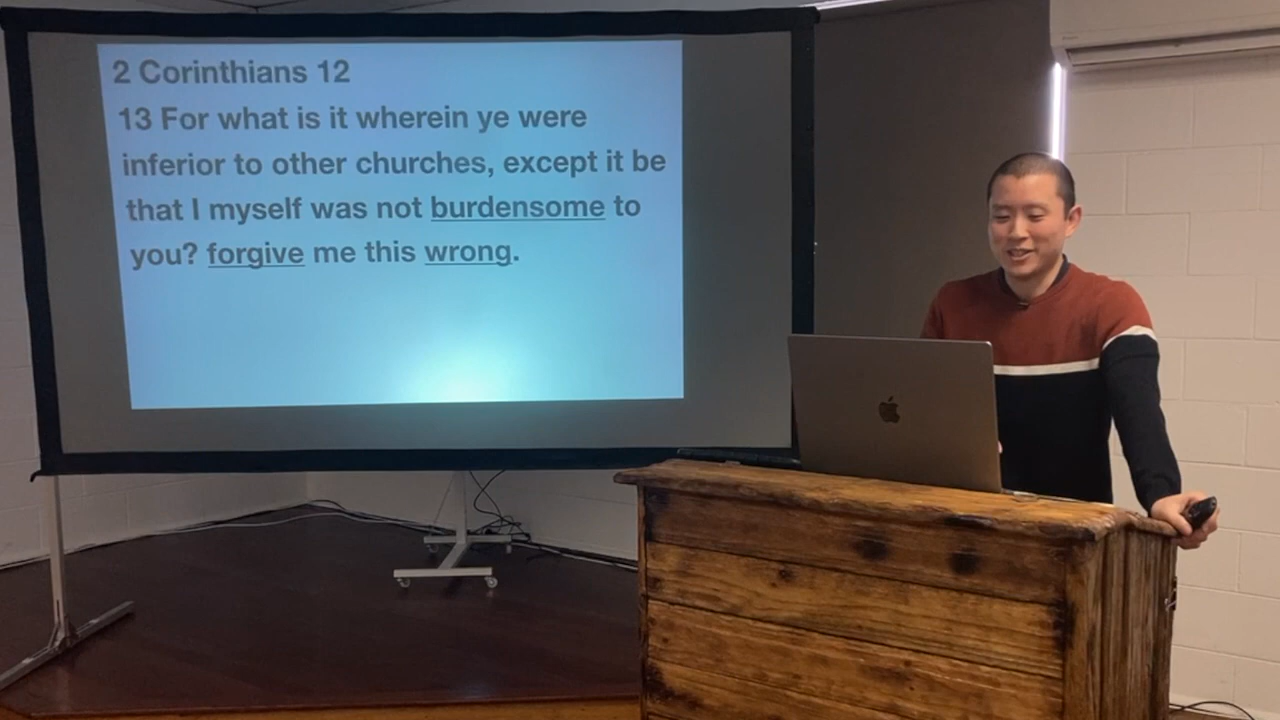 2 Corinthians 12
13 For what is it wherein ye were
inferior to other churches, except it be
that I myself was not burdensome to
you? forgive me this wrong.